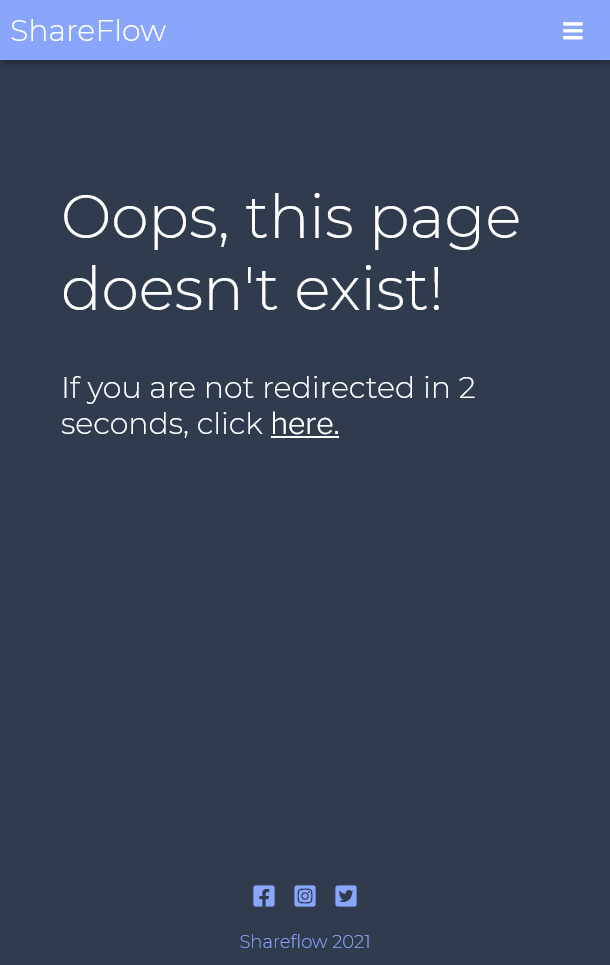 ShareFlow
Oops, this page
doesn't exist!
If you are not redirected in 2
seconds, click here.
Shareflow 2021